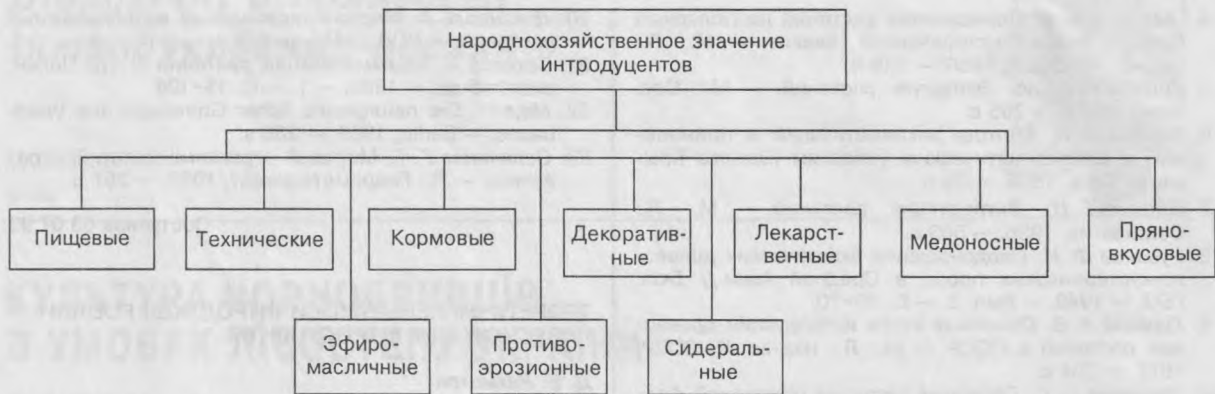 Народнохозяйственное значение
интродуцентов
Пищевые
Технические
Кормовые
Декоратив-
ные
Лекарст-
венные
Медоносные
Пряно-
вкусовые
Эфиро-
масличные
Противо-
эрозионные
Сидераль-
ные